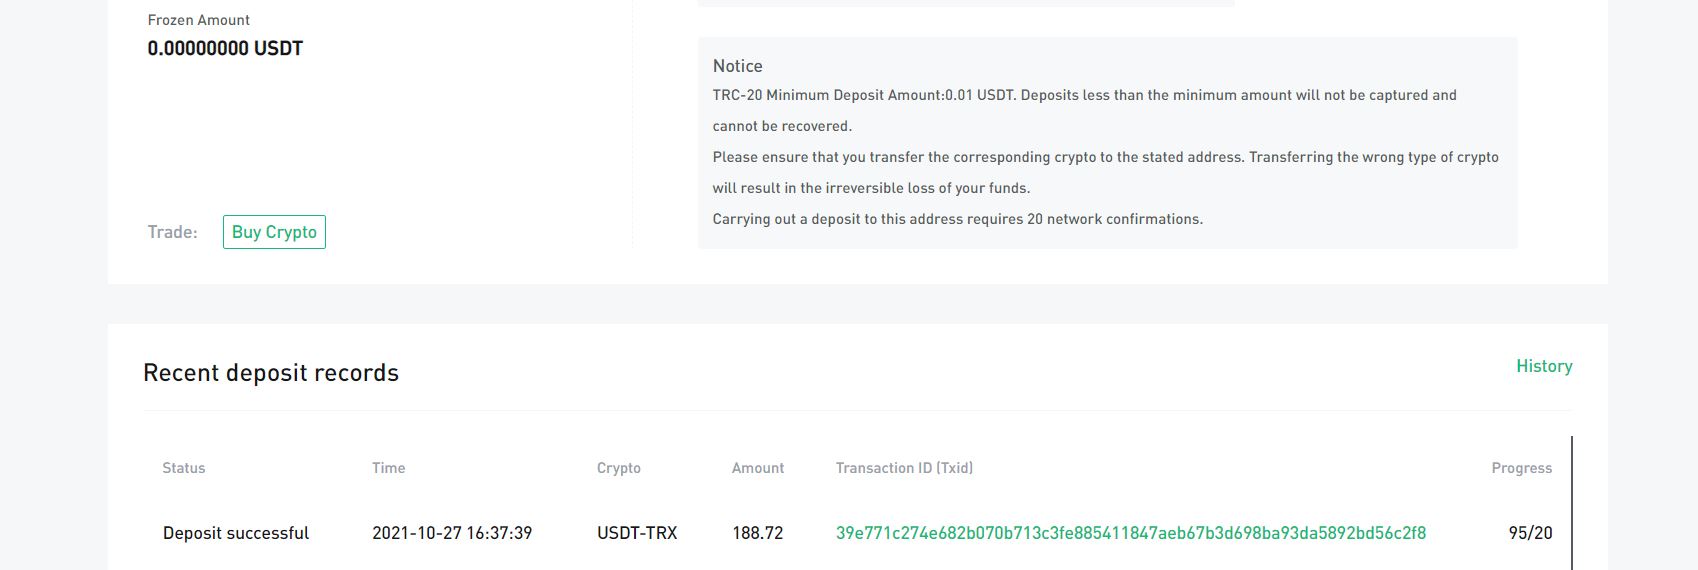 Frozen Amount
0.00000000 USDT
Trade: Buy Crypto
Notice
TRC-20 Minimum Deposit Amount:0.01 USDT. Deposits less than the minimum amount will not be captured and
cannot be recovered.
Please ensure that you transfer the corresponding crypto to the stated address. Transferring the wrong type of crypto
will result in the irreversible loss of your funds.
Carrying out a deposit to this address requires 20 network confirmations.
Recent deposit records History
Status Time Crypto Amount Transaction ID (Txid) Progress
Deposit successful 2021-10-27 16:37:39 USDT-TRX 188.72 39e771c274e682b070b713c3fe885411847aeb67b3d698ba93da5892bd56c2f8 95/20